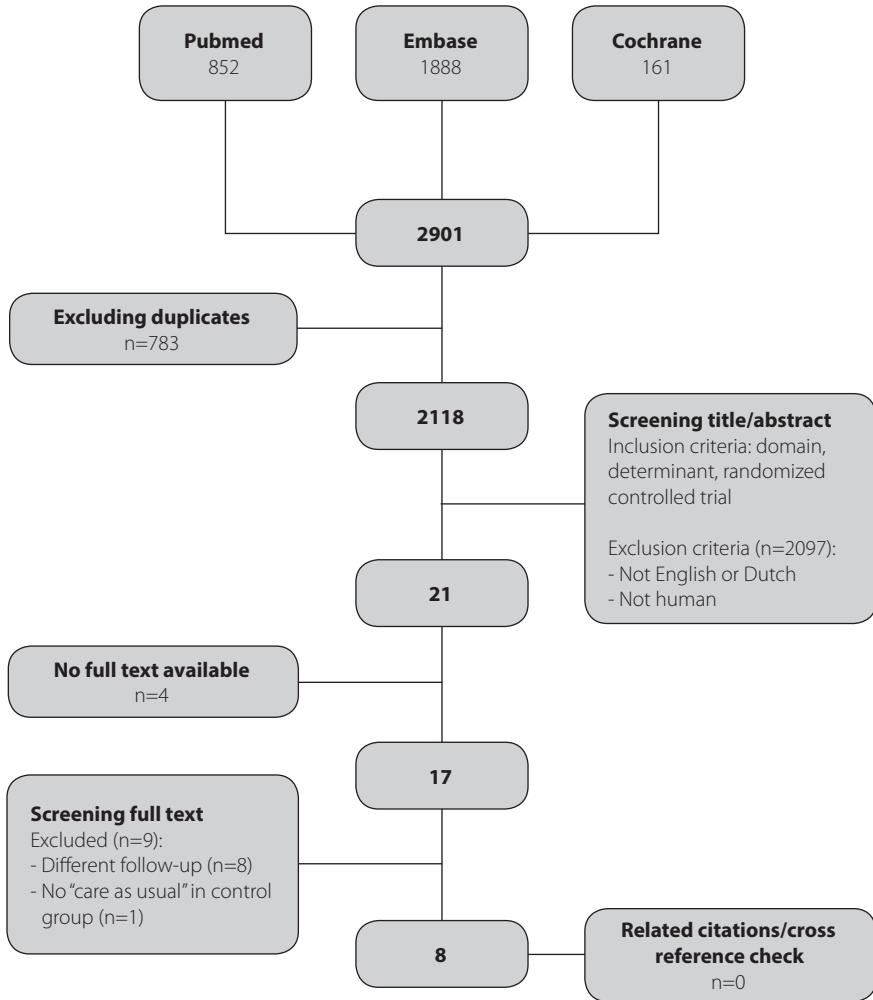 Pubmed
852
Embase
1888
Cochrane
161
2901
Excluding duplicates
n=783
2118
Screening title/abstract
Inclusion criteria: domain,
determinant, randomized
controlled trial
Exclusion criteria (n=2097):
- Not English or Dutch
- Not human
21
No full text available
n=4
17
Screening full text
Excluded (n=9):
- Different follow-up (n=8)
- No “care as usual” in control
group (n=1)
8
Related citations/cross
reference check
n=0